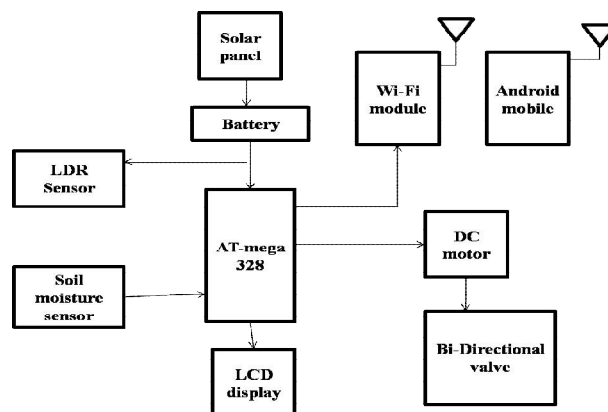 Solar
panel
Wi-Fi
module
Android
mobile
Battery
LDR
Sensor
AT-mega
328
DC
motor
Soil
moisture
sensor
Bi-Directional
valve
LCD
display